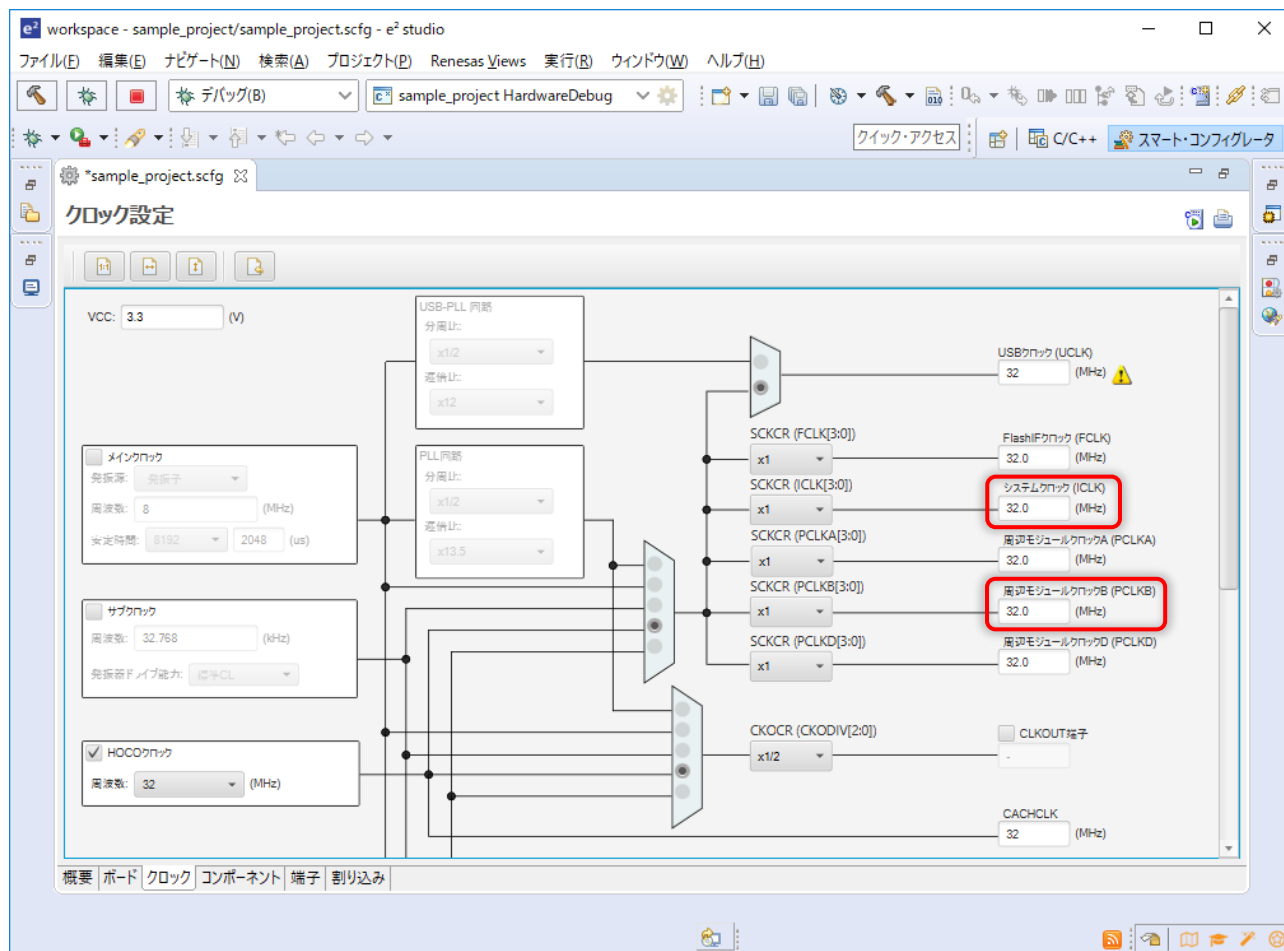 workspace - sample_project/sample_project.scfg - e² studio
ファイル(F) 編集(E) ナビゲート(N) 検索(A) プロジェクト(P) Renesas Views 実行(R) ウィンドウ(W) ヘルプ(H)
デバッグ(B) sample_project HardwareDebug
クイック・アクセス C/C++ スマート・コンフィグレータ
*sample_project.scfg
クロック設定
VCC: 3.3 (V)
USB-PLL 回路
分周比:
x1/2
逓倍比:
x12
USBクロック (UCLK)
32 (MHz)
SCKCR (FCLK[3:0])
x1
FlashIFクロック (FCLK)
32.0 (MHz)
メインクロック
発振源: 発振子
周波数: 8 (MHz)
安定時間: 8192 2048 (us)
PLL回路
分周比:
x1/2
逓倍比:
x13.5
SCKCR (ICLK[3:0])
x1
システムクロック (ICLK)
32.0 (MHz)
SCKCR (PCLKA[3:0])
x1
周辺モジュールクロックA (PCLKA)
32.0 (MHz)
SCKCR (PCLKB[3:0])
x1
周辺モジュールクロックB (PCLKB)
32.0 (MHz)
サブクロック
周波数: 32.768 (kHz)
発振器ドライブ能力: 標準CL
SCKCR (PCLKD[3:0])
x1
周辺モジュールクロックD (PCLKD)
32.0 (MHz)
HOCOクロック
周波数: 32 (MHz)
CKOCR (CKODIV[2:0])
x1/2
CLKOUT端子
-
CACHCLK
32 (MHz)
概要 ボード クロック コンポーネント 端子 割り込み